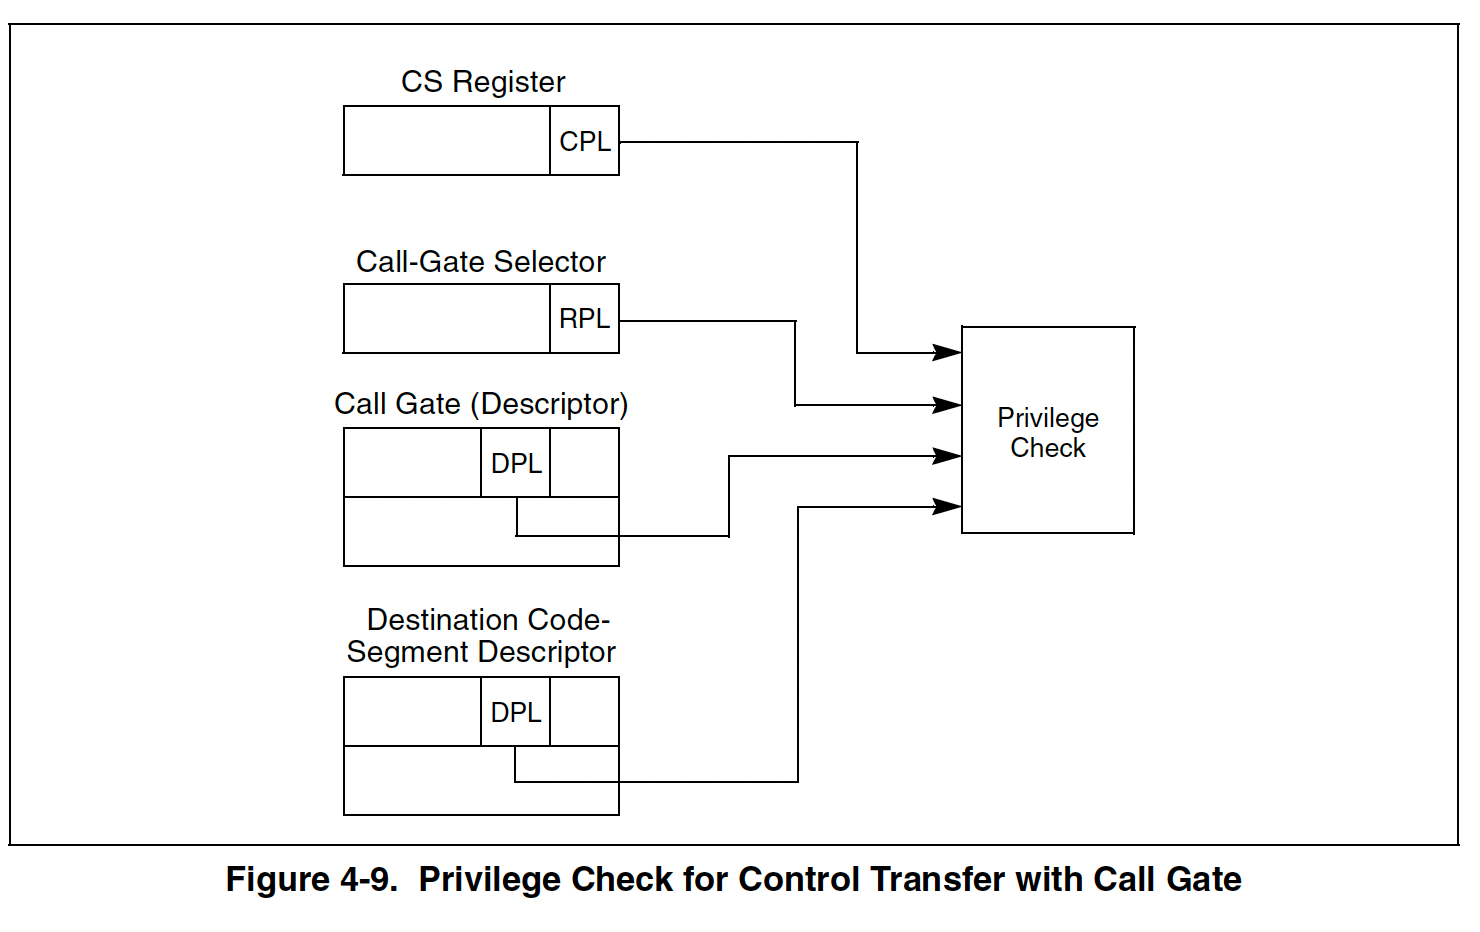 CS Register
CPL
Call-Gate Selector
RPL
Call Gate (Descriptor)
DPL
Privilege
Check
Destination Code-
Segment Descriptor
DPL
Figure 4-9.  Privilege Check for Control Transfer with Call Gate